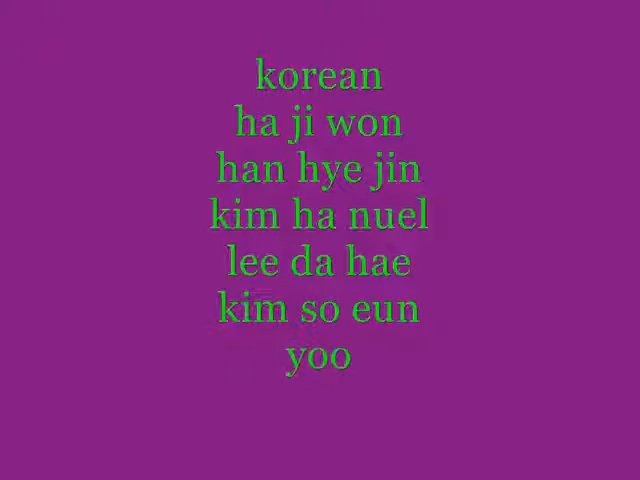 korean
ha ji won
han hye jin
kim ha nuel
lee da hae
kim so eun
yoo